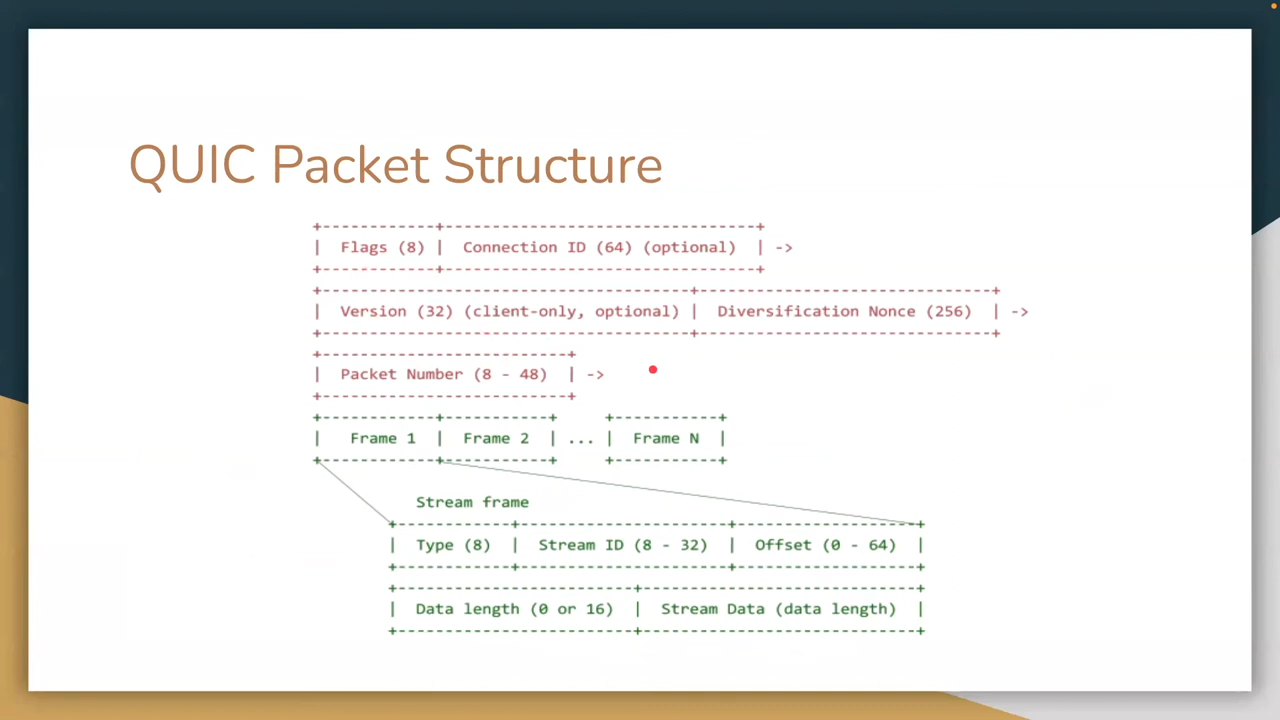 QUIC Packet Structure
+------------+----------------------------------+
| Flags (8) | Connection ID (64) (optional) | ->
+------------+----------------------------------+
+----------------------------------------+--------------------------------+
| Version (32) (client-only, optional) | Diversification Nonce (256) | ->
+----------------------------------------+--------------------------------+
+---------------------------+
| Packet Number (8 - 48) | ->
+---------------------------+
+------------+-----------+ +-----------+
| Frame 1 | Frame 2 | ... | Frame N |
+------------+-----------+ +-----------+
Stream frame
+------------+----------------------+-------------------+
| Type (8) | Stream ID (8 - 32) | Offset (0 - 64) |
+------------+----------------------+-------------------+
+-------------------------+-----------------------------+
| Data length (0 or 16) | Stream Data (data length) |
+-------------------------+-----------------------------+